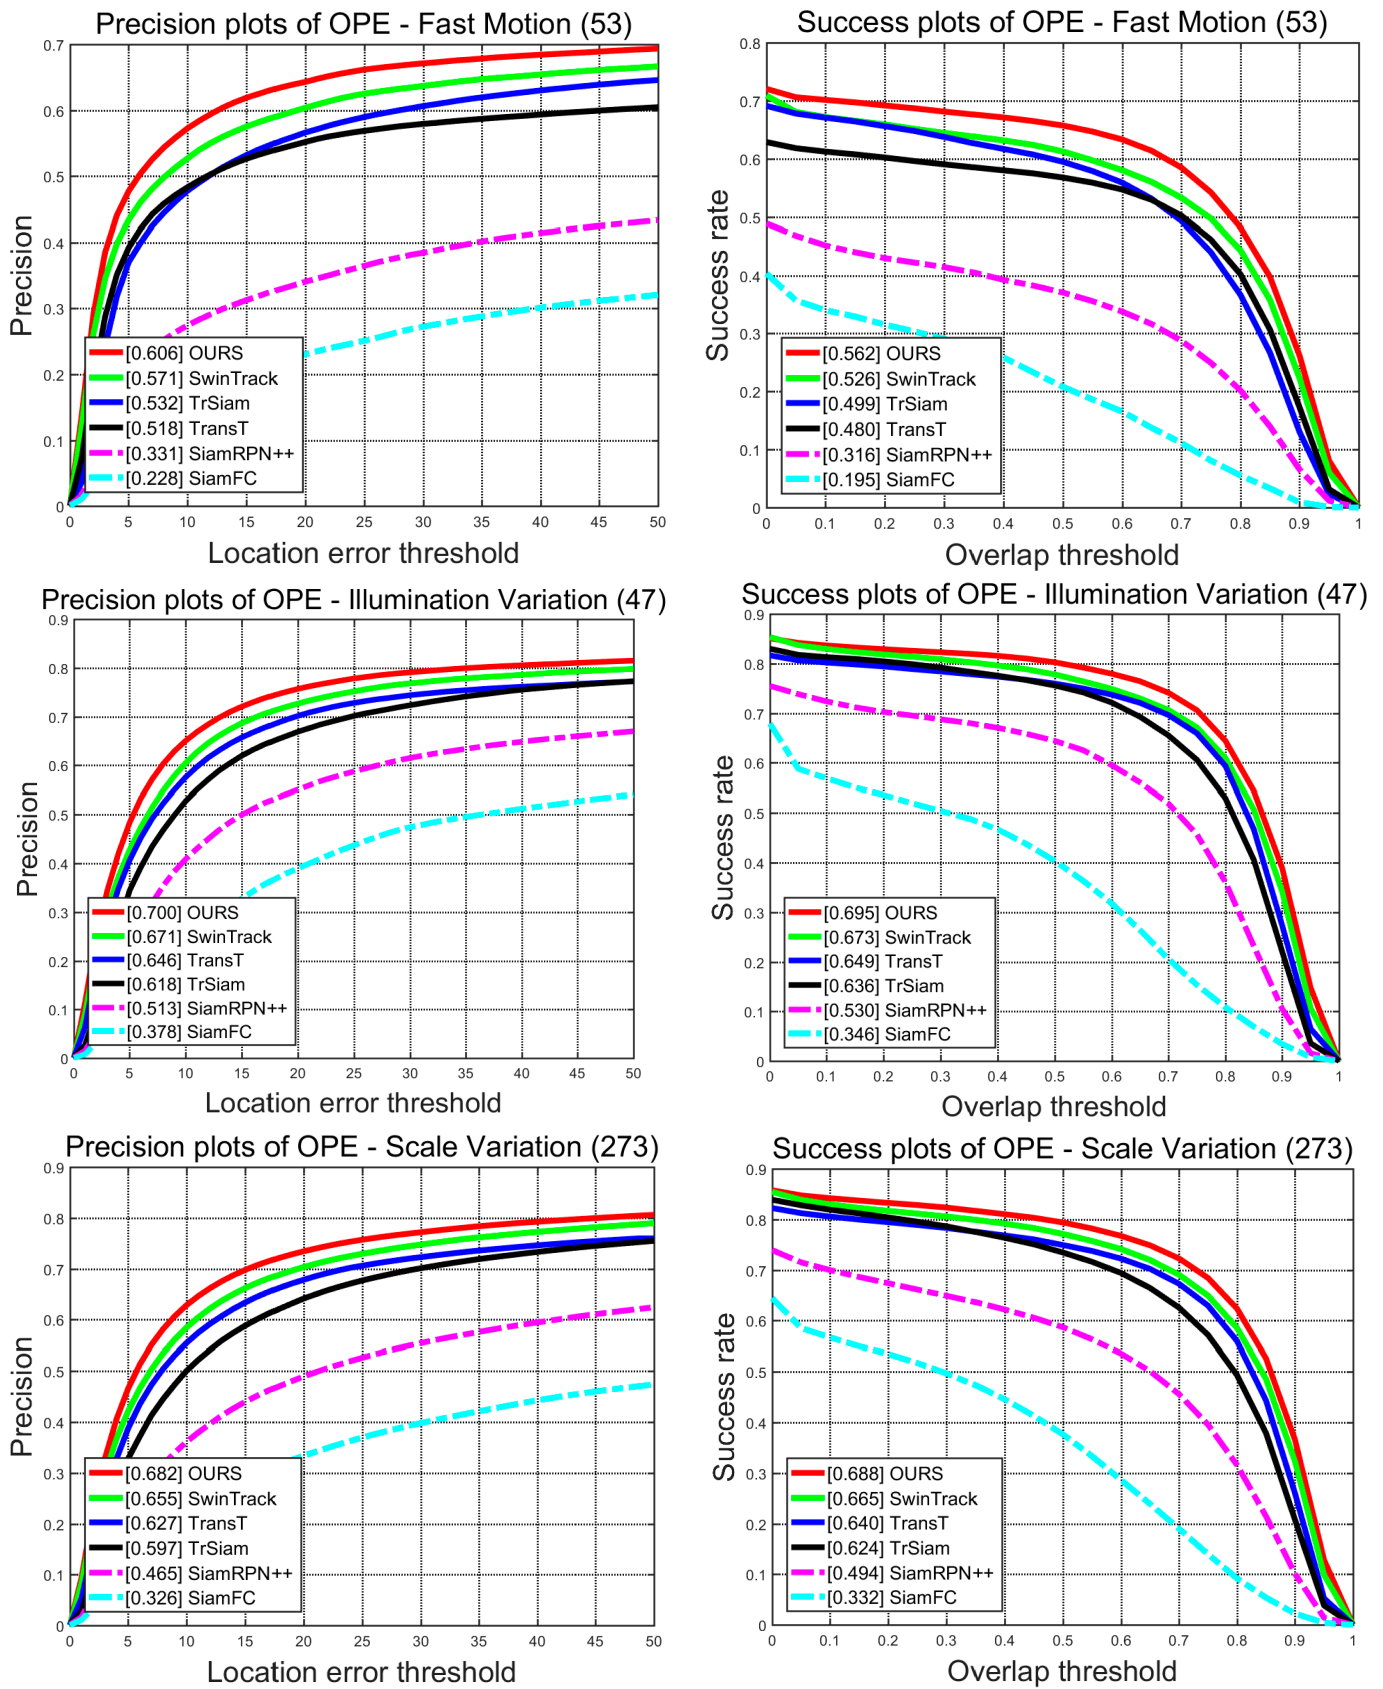 Precision plots of OPE - Fast Motion (53)
0.7
0.6
0.5
0.4
0.3
0.2
0.1
0
Precision
[0.606] OURS
[0.571] SwinTrack
[0.532] TrSiam
[0.518] TransT
[0.331] SiamRPN++
[0.228] SiamFC
0 5 10 15 20 25 30 35 40 45 50
Location error threshold
Success plots of OPE - Fast Motion (53)
0.8
0.7
0.6
0.5
0.4
0.3
0.2
0.1
0
Success rate
[0.562] OURS
[0.526] SwinTrack
[0.499] TrSiam
[0.480] TransT
[0.316] SiamRPN++
[0.195] SiamFC
0 0.1 0.2 0.3 0.4 0.5 0.6 0.7 0.8 0.9 1
Overlap threshold
Precision plots of OPE - Illumination Variation (47)
0.9
0.8
0.7
0.6
0.5
0.4
0.3
0.2
0.1
0
Precision
[0.700] OURS
[0.671] SwinTrack
[0.646] TransT
[0.618] TrSiam
[0.513] SiamRPN++
[0.378] SiamFC
0 5 10 15 20 25 30 35 40 45 50
Location error threshold
Success plots of OPE - Illumination Variation (47)
0.9
0.8
0.7
0.6
0.5
0.4
0.3
0.2
0.1
0
Success rate
[0.695] OURS
[0.673] SwinTrack
[0.649] TransT
[0.636] TrSiam
[0.530] SiamRPN++
[0.346] SiamFC
0 0.1 0.2 0.3 0.4 0.5 0.6 0.7 0.8 0.9 1
Overlap threshold
Precision plots of OPE - Scale Variation (273)
0.9
0.8
0.7
0.6
0.5
0.4
0.3
0.2
0.1
0
Precision
[0.682] OURS
[0.655] SwinTrack
[0.627] TransT
[0.597] TrSiam
[0.465] SiamRPN++
[0.326] SiamFC
0 5 10 15 20 25 30 35 40 45 50
Location error threshold
Success plots of OPE - Scale Variation (273)
0.9
0.8
0.7
0.6
0.5
0.4
0.3
0.2
0.1
0
Success rate
[0.688] OURS
[0.665] SwinTrack
[0.640] TransT
[0.624] TrSiam
[0.494] SiamRPN++
[0.332] SiamFC
0 0.1 0.2 0.3 0.4 0.5 0.6 0.7 0.8 0.9 1
Overlap threshold